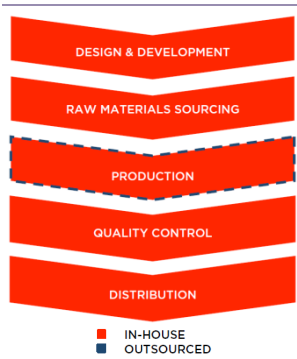 DESIGN & DEVELOPMENT
RAW MATERIALS SOURCING
PRODUCTION
QUALITY CONTROL
DISTRIBUTION
IN-HOUSE
OUTSOURCED